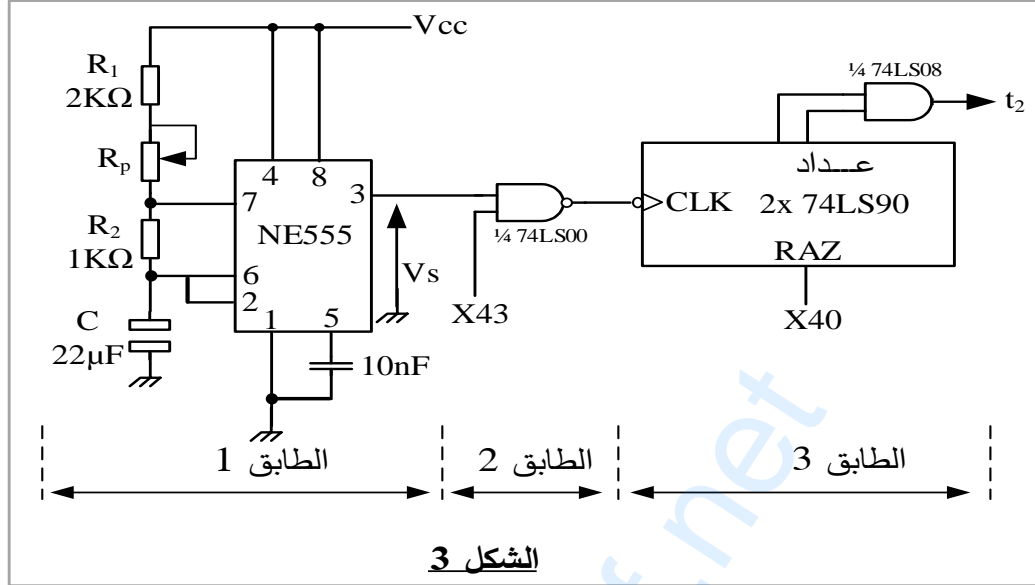 Vcc
R1
2KΩ
Rp
R2
1KΩ
C
22µF
4
8
7
3
NE555
6
2
1
5
10nF
Vs
¼ 74LS00
X43
¼ 74LS08
t2
عـــداد
CLK
2x 74LS90
RAZ
X40
الطابق 1
الطابق 2
الطابق 3
الشكل 3
f.net